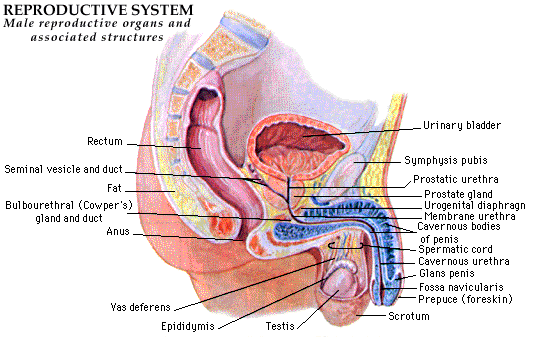 REPRODUCTIVE SYSTEM
Male reproductive organs and
associated structures
Rectum
Seminal vesicle and duct
Fat
Bulbourethral (Cowper's)
gland and duct
Anus
Vas deferens
Epididymis
Testis
Urinary bladder
Symphysis pubis
Prostatic urethra
Prostate gland
Urogenital diaphragm
Membrane urethra
Cavernous bodies
of penis
Spermatic cord
Cavernous urethra
Glans penis
Fossa navicularis
Prepuce (foreskin)
Scrotum